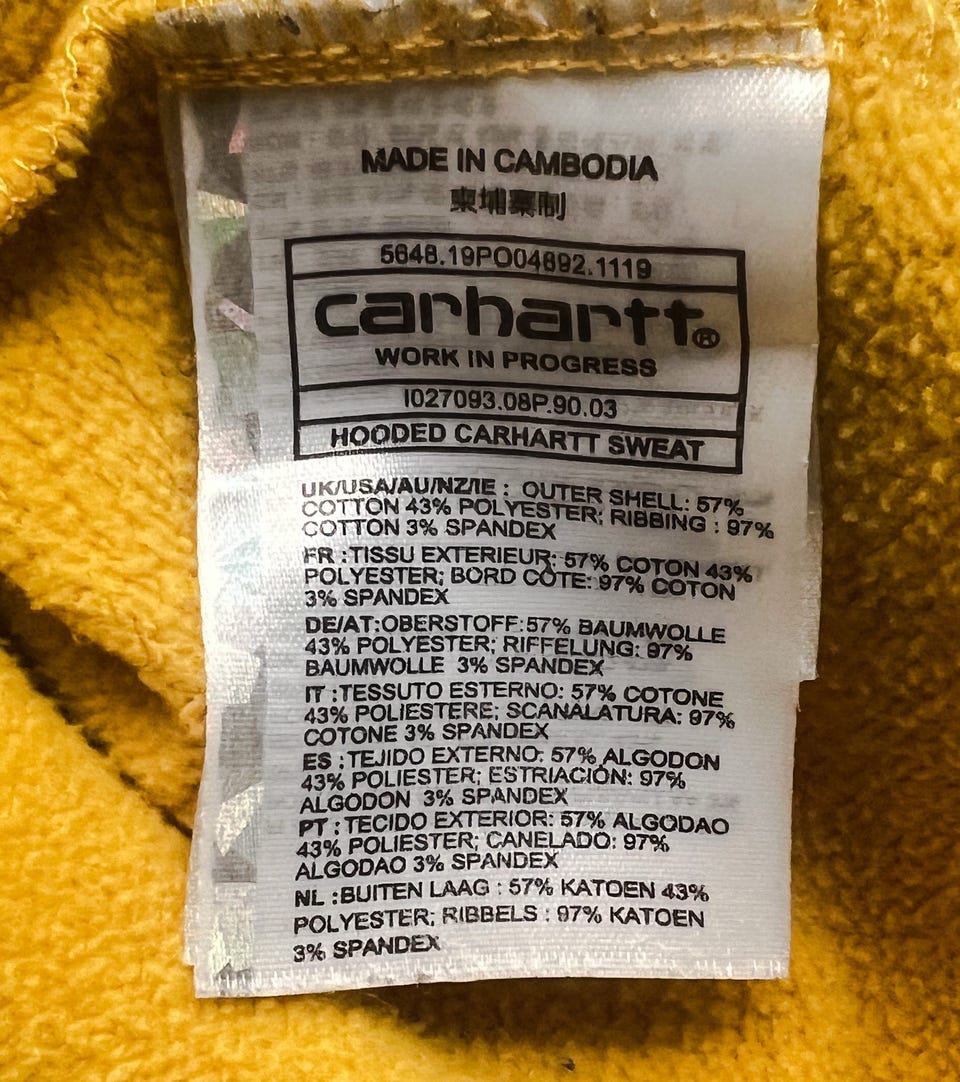 MADE IN CAMBODIA
柬埔寨制
5648.19PO04692.1119
carhartt®
WORK IN PROGRESS
I027093.08P.90.03
HOODED CARHARTT SWEAT
UK/USA/AU/NZ/IE : OUTER SHELL: 57%
COTTON 43% POLYESTER; RIBBING : 97%
COTTON 3% SPANDEX
FR :TISSU EXTERIEUR: 57% COTON 43%
POLYESTER; BORD CÔTE: 97% COTON
3% SPANDEX
DE/AT:OBERSTOFF:57% BAUMWOLLE
43% POLYESTER; RIFFELUNG: 97%
BAUMWOLLE 3% SPANDEX
IT :TESSUTO ESTERNO: 57% COTONE
43% POLIESTERE; SCANALATURA: 97%
COTONE 3% SPANDEX
ES :TEJIDO EXTERNO: 57% ALGODON
43% POLIESTER; ESTRIACIÓN: 97%
ALGODON 3% SPANDEX
PT :TECIDO EXTERIOR: 57% ALGODAO
43% POLIESTER; CANELADO: 97%
ALGODAO 3% SPANDEX
NL :BUITEN LAAG : 57% KATOEN 43%
POLYESTER; RIBBELS : 97% KATOEN
3% SPANDEX